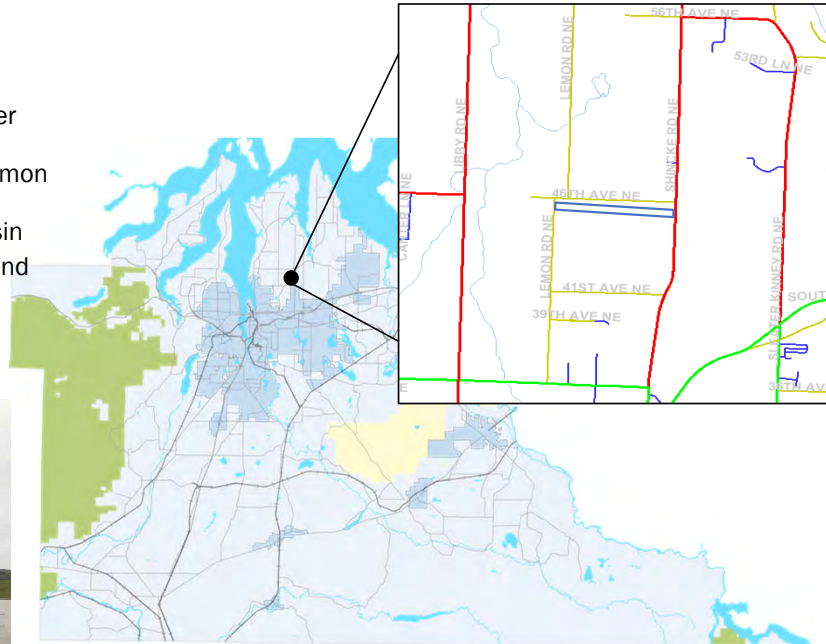 er
mon
sin
nd
56TH AVE NE
53RD LN NE
LEMON RD NE
LIBBY RD NE
SHINCKE RD NE
46TH AVE NE
LN NE
LEMON RD NE
SLEATER KINNEY RD NE
41ST AVE NE
SOUT
39TH AVE NE
E
AV